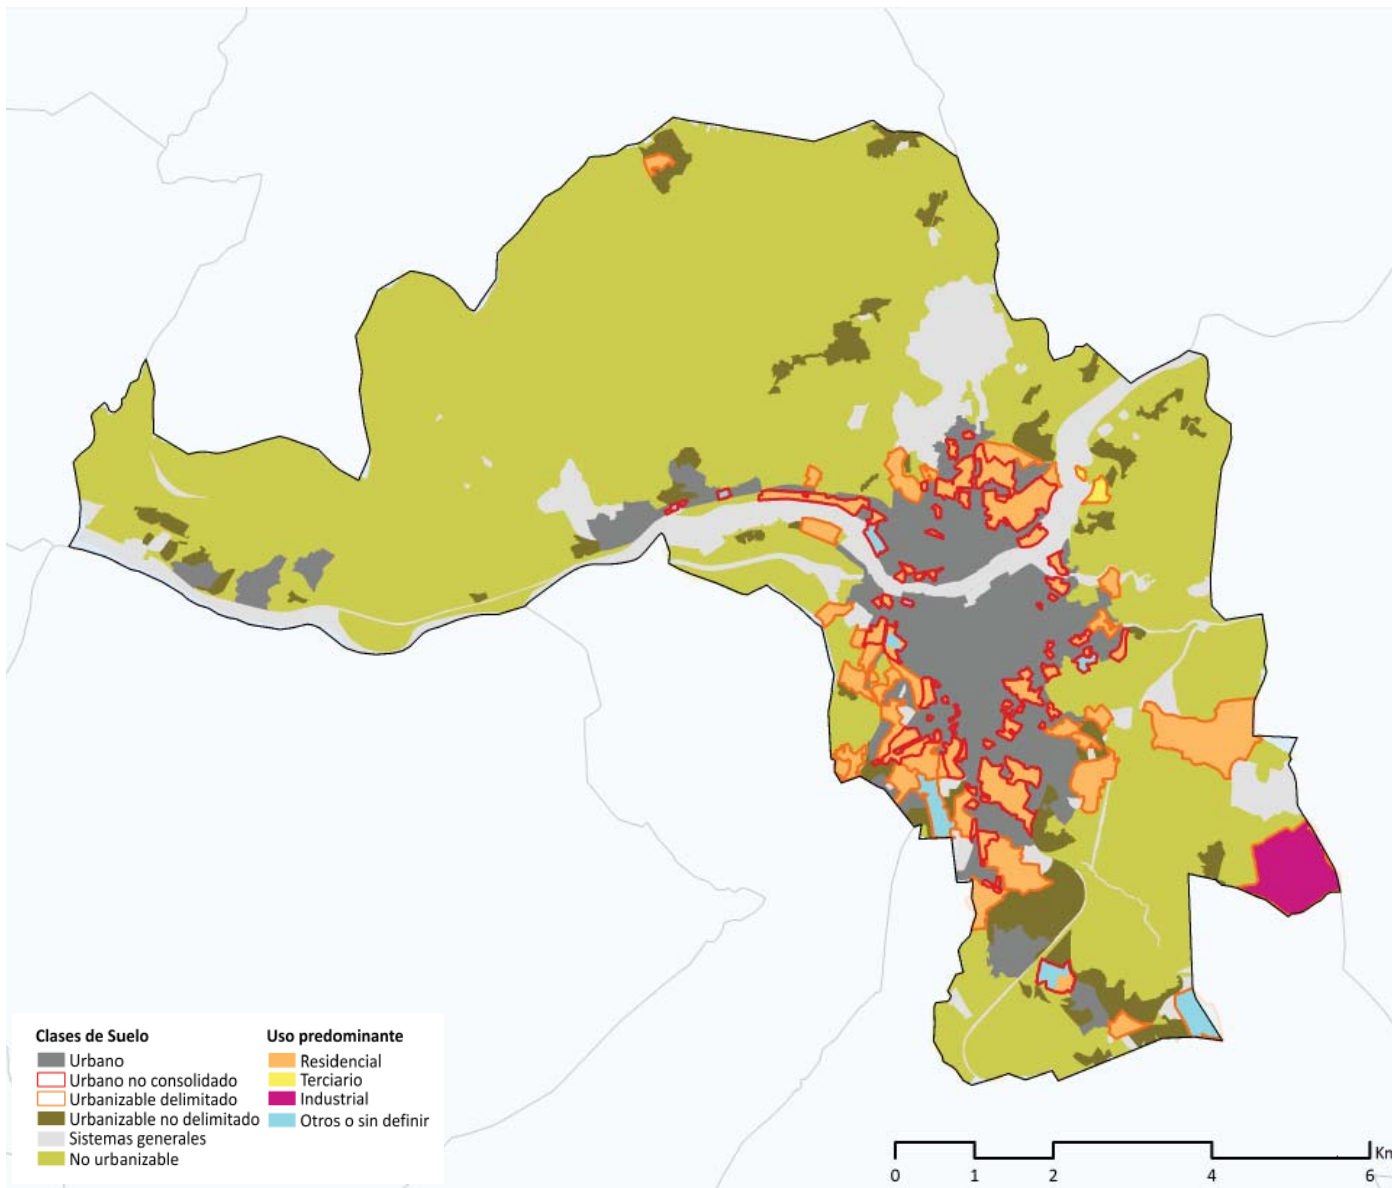 Clases de Suelo
Urbano
Urbano no consolidado
Urbanizable delimitado
Urbanizable no delimitado
Sistemas generales
No urbanizable
Uso predominante
Residencial
Terciario
Industrial
Otros o sin definir
0 1 2 4 6